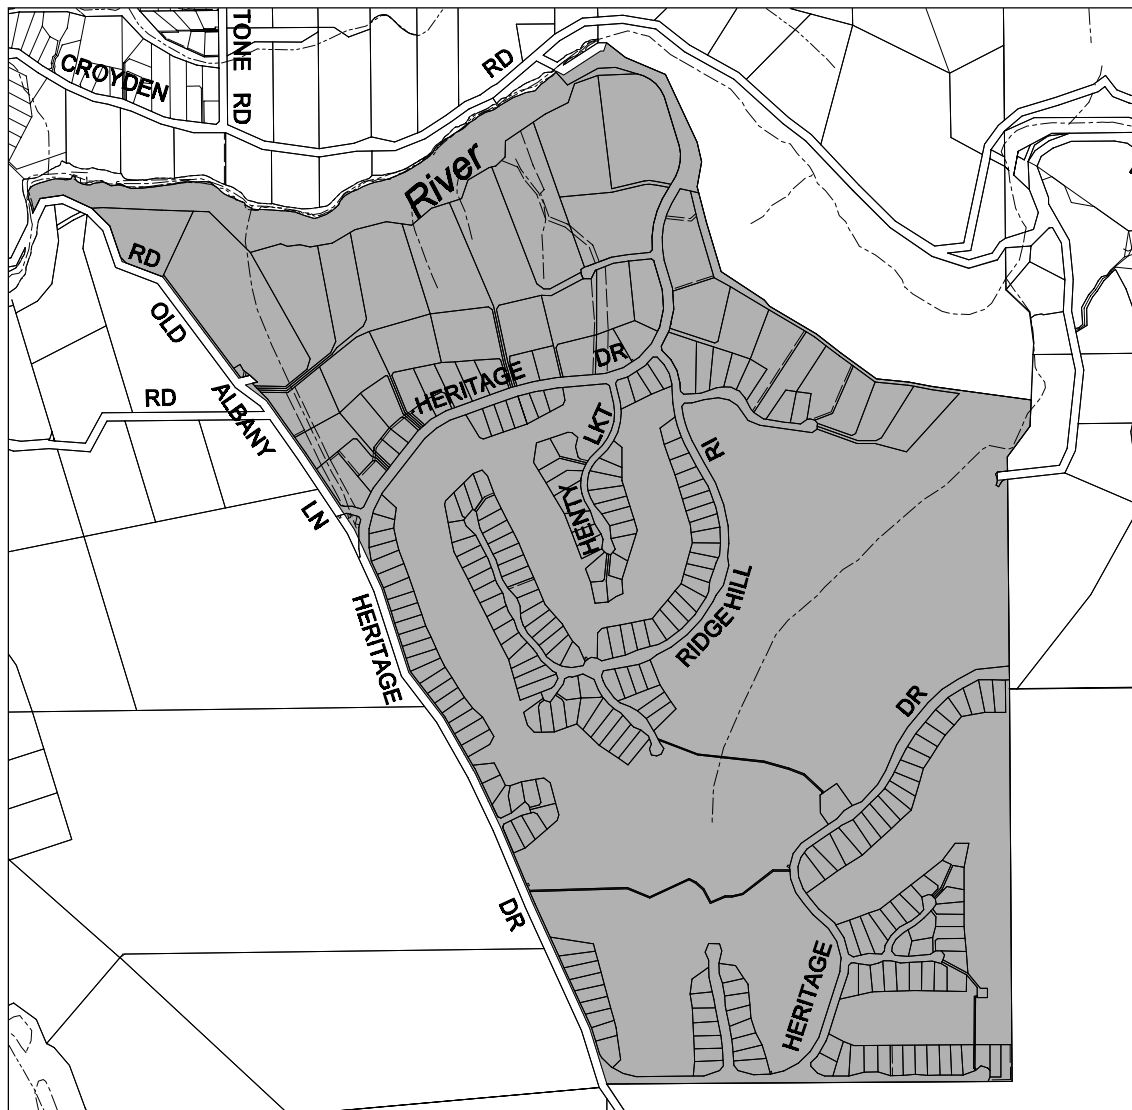 TONE RD
CROYDEN
RD
River
RD
OLD
ALBANY
LN
RD
HERITAGE
DR
LKT
HENTY
RI
RIDGEHILL
HERITAGE
DR
DR
HERITAGE